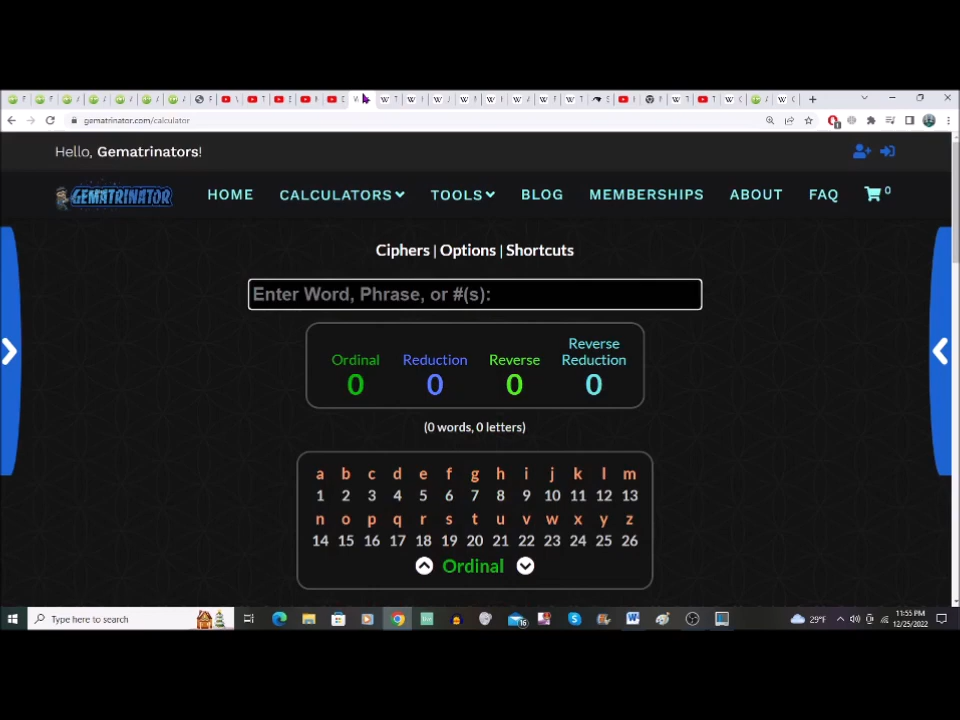 gematrinator.com/calculator
Hello, Gematrinators!
GEMATRINATOR HOME CALCULATORS TOOLS BLOG MEMBERSHIPS ABOUT FAQ 0
Ciphers | Options | Shortcuts
Enter Word, Phrase, or #(s):
Ordinal Reduction Reverse Reverse Reduction
0 0 0 0
(0 words, 0 letters)
a b c d e f g h i j k l m
1 2 3 4 5 6 7 8 9 10 11 12 13
n o p q r s t u v w x y z
14 15 16 17 18 19 20 21 22 23 24 25 26
Ordinal
Type here to search 16 29°F 11:55 PM
12/25/2022